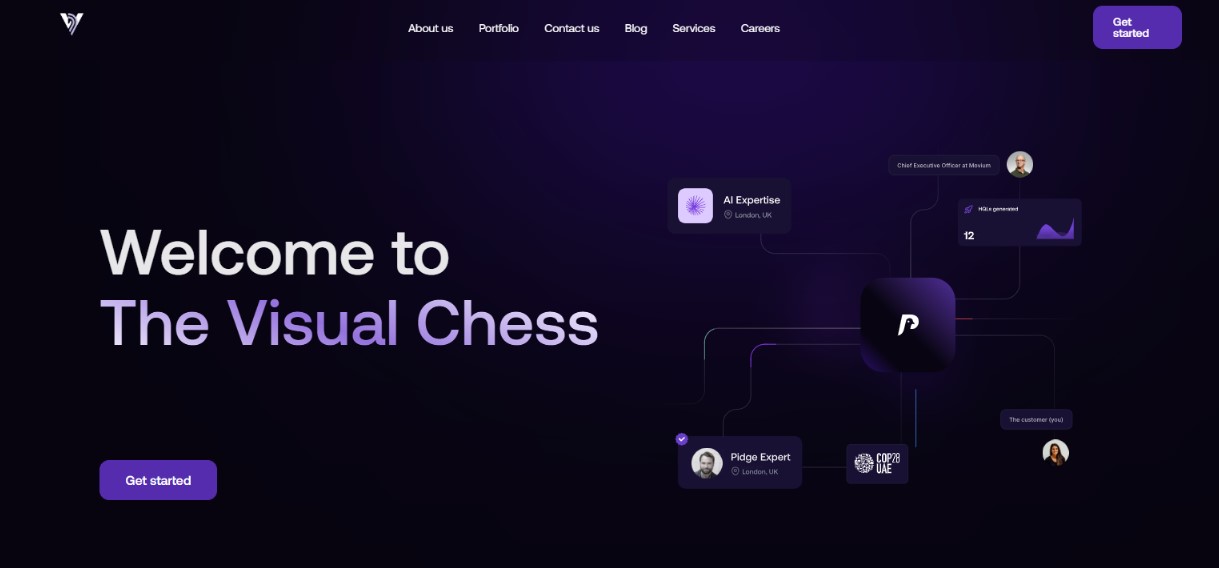 About us
Portfolio
Contact us
Blog
Services
Careers
Get
started
Welcome to
The Visual Chess
Get started
AI Expertise
London, UK
Chief Executive Officer at Movium
HQLs generated
12
The customer (you)
Pidge Expert
London, UK
COP28
UAE